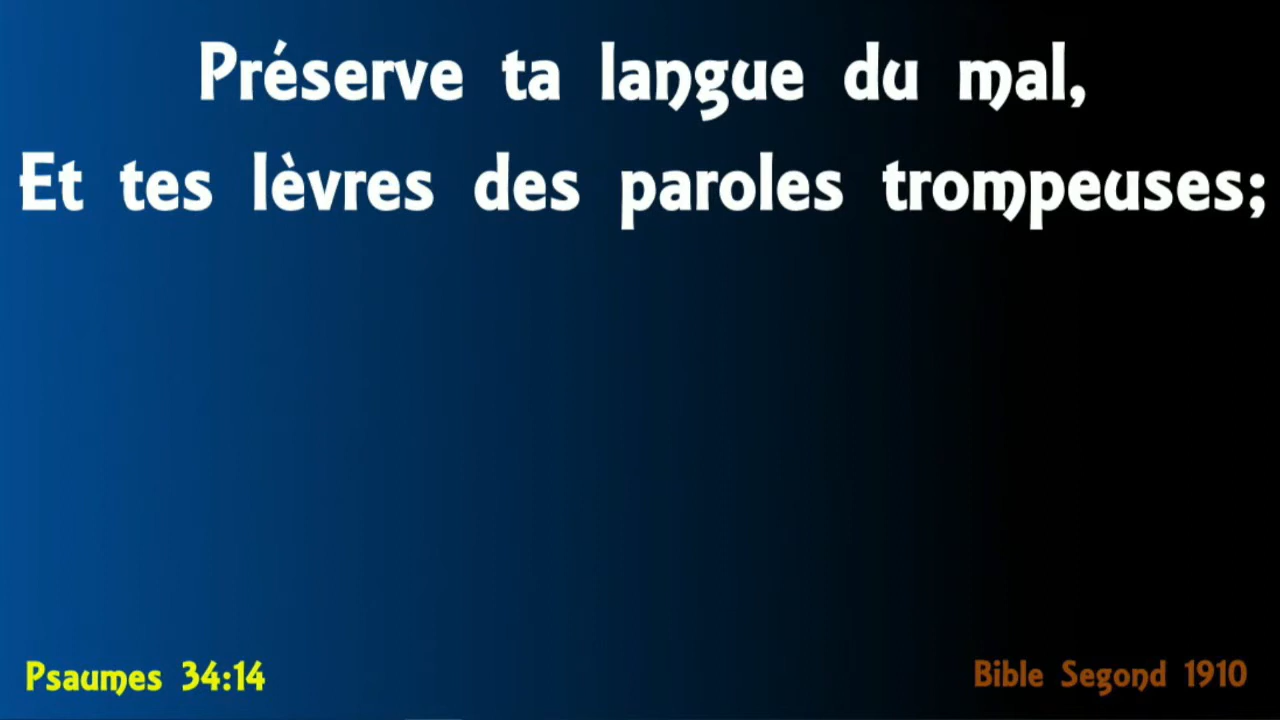 Préserve ta langue du mal,
Et tes lèvres des paroles trompeuses;
Psaumes 34:14
Bible Segond 1910